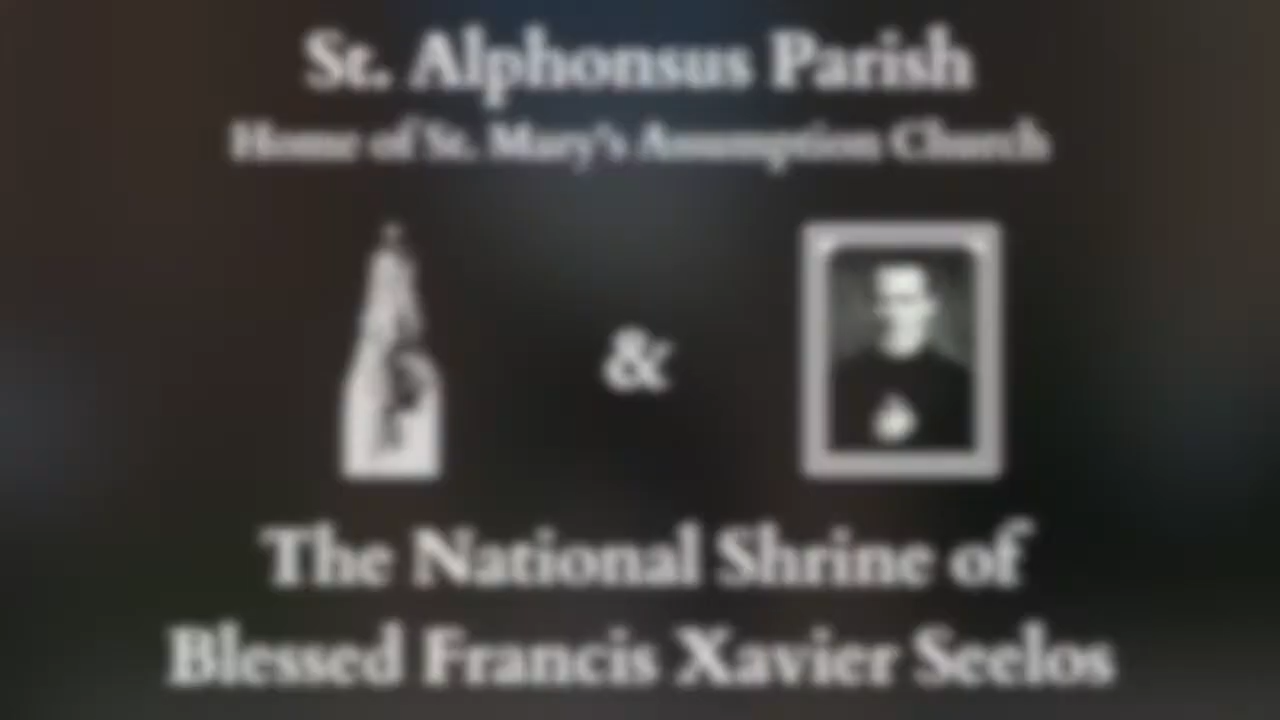 St. Alphonsus Parish
Home of St. Mary's Assumption Church
&
The National Shrine of
Blessed Francis Xavier Seelos